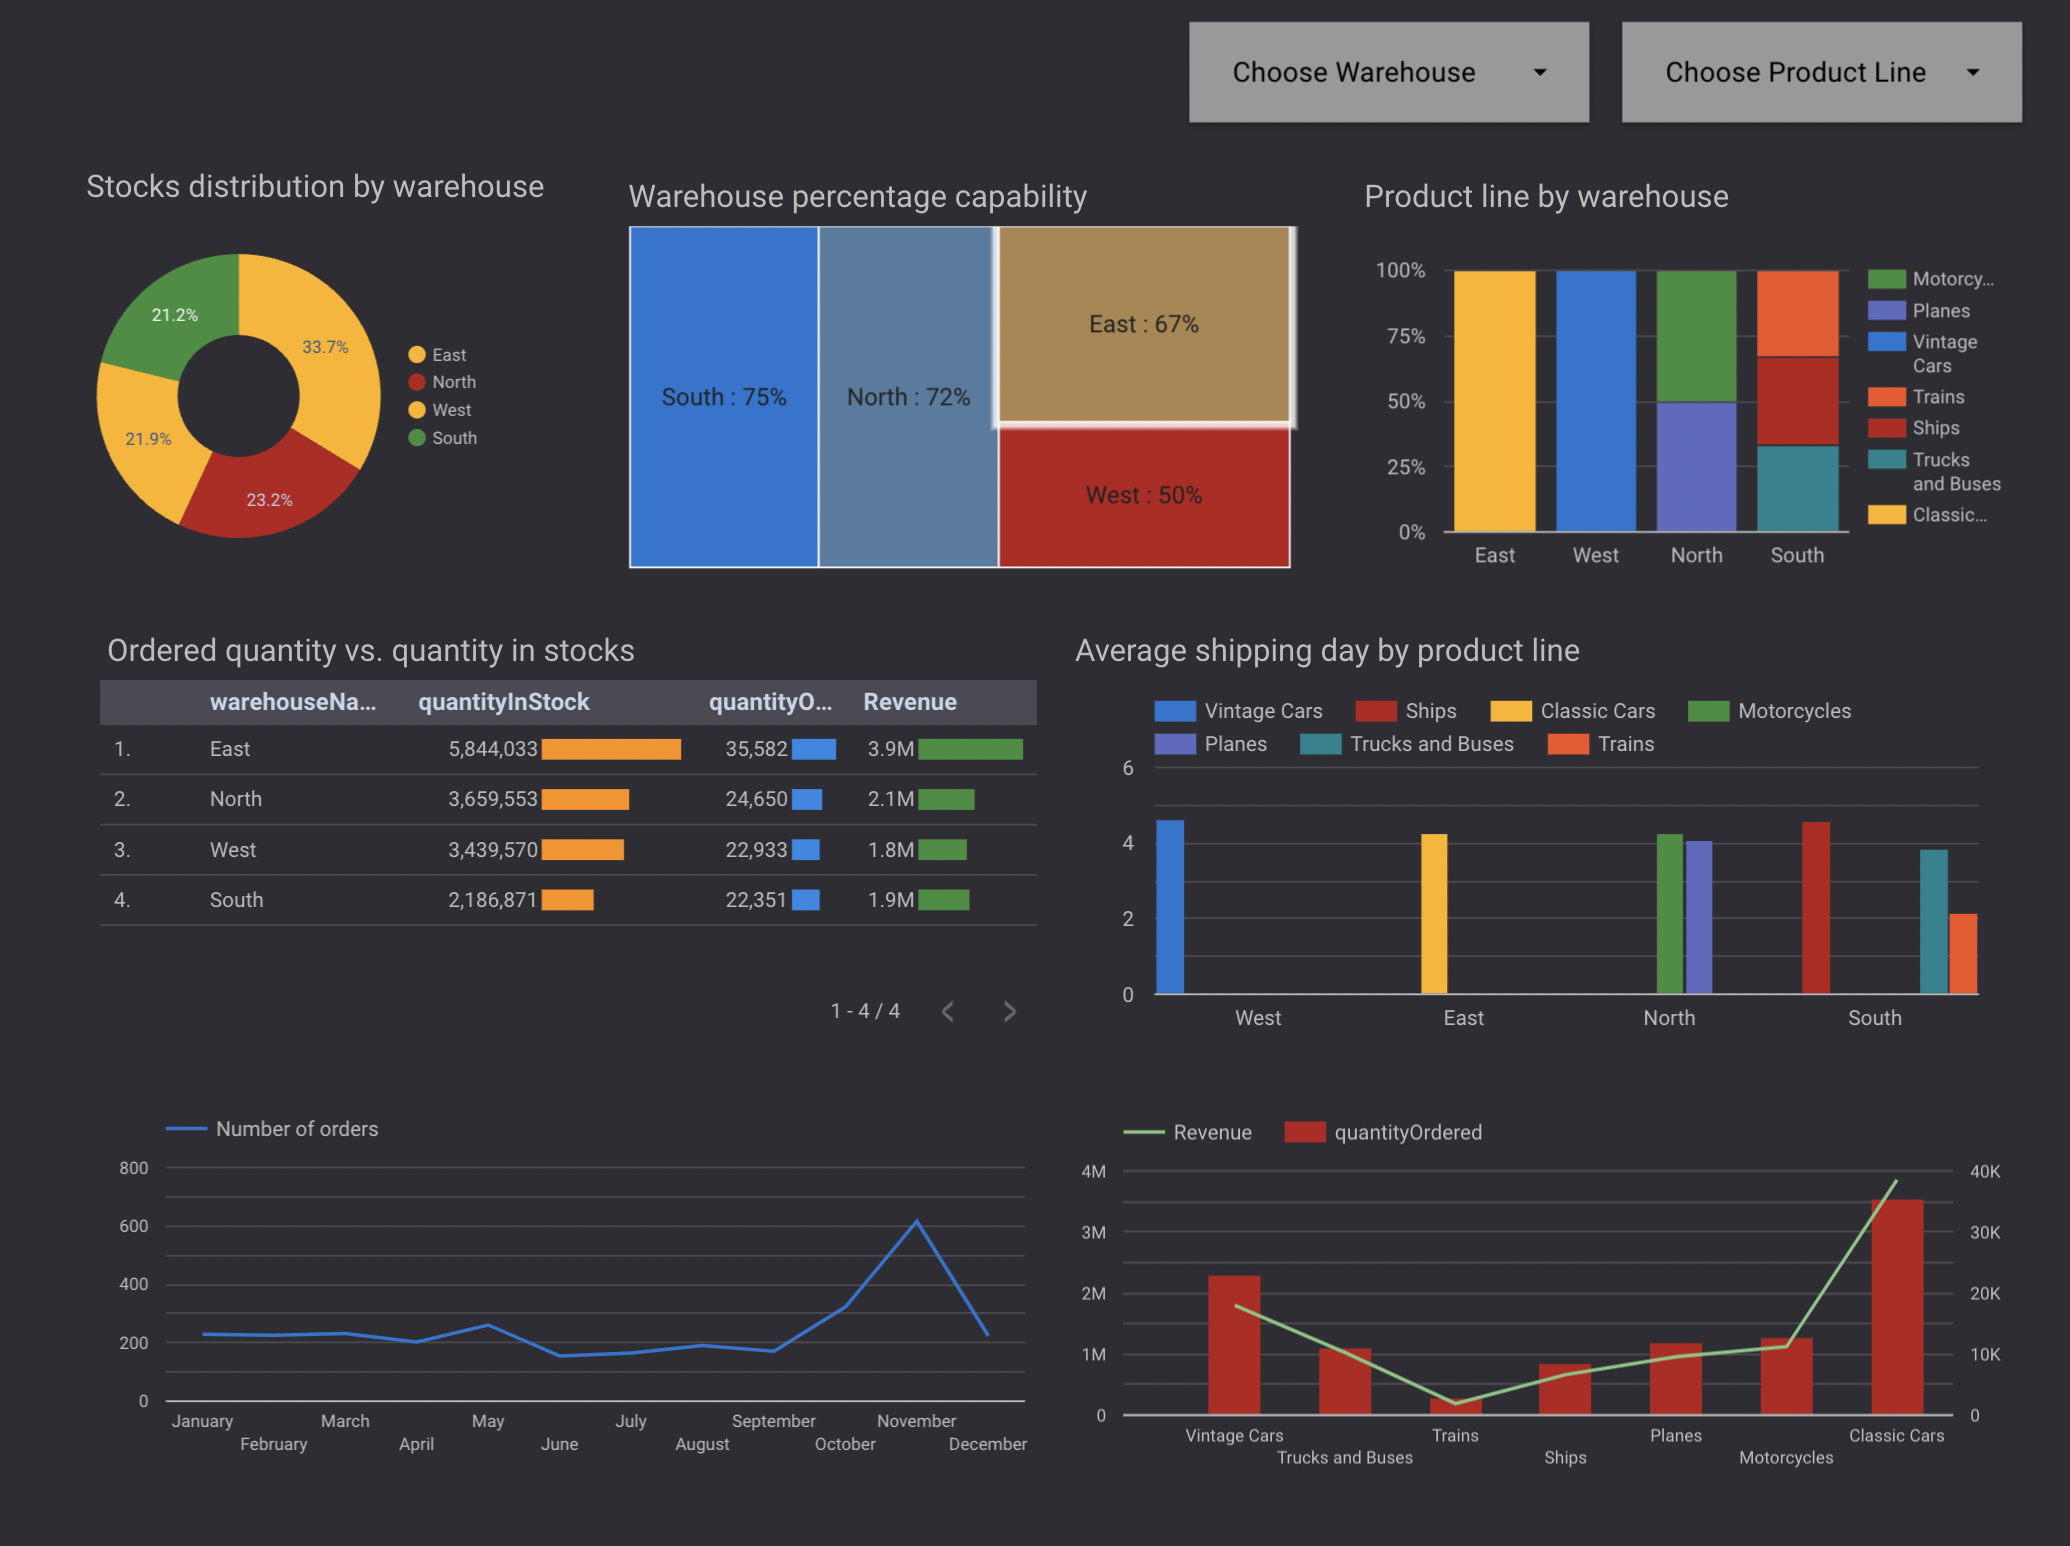 Choose Warehouse
Choose Product Line
Stocks distribution by warehouse
33.7%
23.2%
21.9%
21.2%
East
North
West
South
Warehouse percentage capability
South : 75%
North : 72%
East : 67%
West : 50%
Product line by warehouse
100%
75%
50%
25%
0%
East
West
North
South
Motorcy...
Planes
Vintage
Cars
Trains
Ships
Trucks
and Buses
Classic...
Ordered quantity vs. quantity in stocks
warehouseNa... quantityInStock quantityO... Revenue
1. East 5,844,033 35,582 3.9M
2. North 3,659,553 24,650 2.1M
3. West 3,439,570 22,933 1.8M
4. South 2,186,871 22,351 1.9M
1 - 4 / 4
Average shipping day by product line
Vintage Cars Ships Classic Cars Motorcycles
Planes Trucks and Buses Trains
6
4
2
0
West East North South
Number of orders
800
600
400
200
0
January March May July September November
February April June August October December
Revenue quantityOrdered
4M 40K
3M 30K
2M 20K
1M 10K
0 0
Vintage Cars Trains Planes Classic Cars
Trucks and Buses Ships Motorcycles